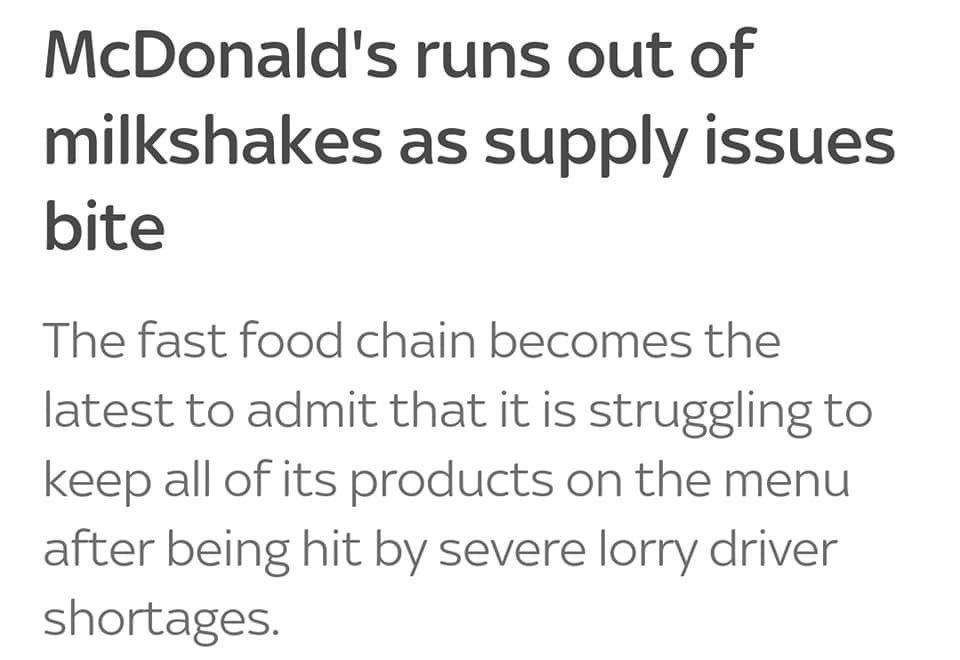 McDonald's runs out of
milkshakes as supply issues
bite
The fast food chain becomes the
latest to admit that it is struggling to
keep all of its products on the menu
after being hit by severe lorry driver
shortages.